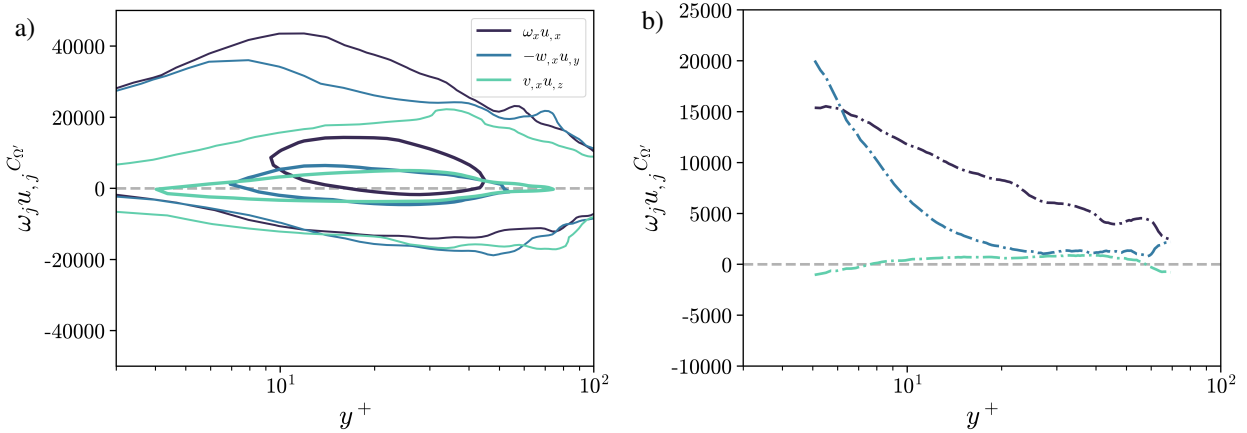 a)
ω_j u_{,j}^{C_{Ω'}}
40000
20000
0
-20000
-40000
ω_x u_{,x}
−w_{,x} u_{,y}
v_{,x} u_{,z}
10^1
10^2
y^+
b)
ω_j u_{,j}^{C_{Ω'}}
25000
20000
15000
10000
5000
0
-5000
-10000
10^1
10^2
y^+